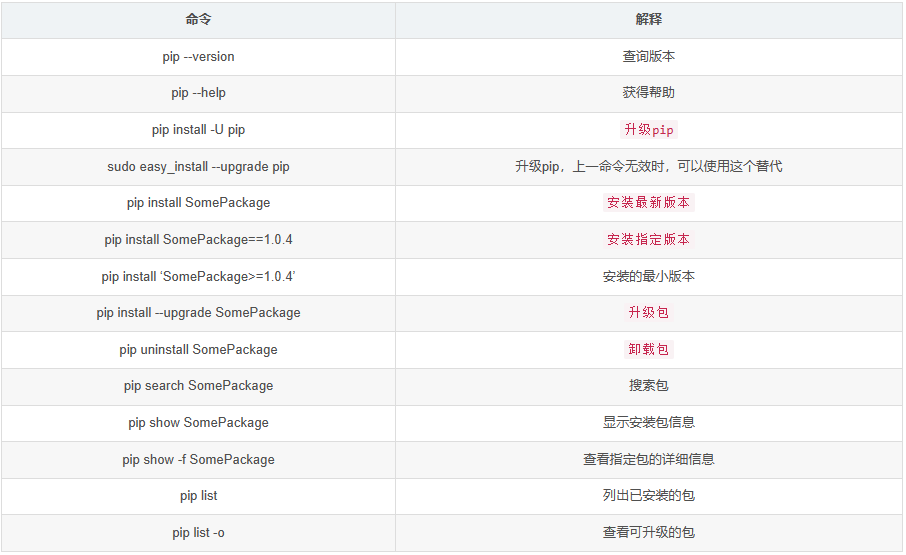 命令 解释
pip --version 查询版本
pip --help 获得帮助
pip install -U pip 升级pip
sudo easy_install --upgrade pip 升级pip，上一命令无效时，可以使用这个替代
pip install SomePackage 安装最新版本
pip install SomePackage==1.0.4 安装指定版本
pip install ‘SomePackage>=1.0.4’ 安装的最小版本
pip install --upgrade SomePackage 升级包
pip uninstall SomePackage 卸载包
pip search SomePackage 搜索包
pip show SomePackage 显示安装包信息
pip show -f SomePackage 查看指定包的详细信息
pip list 列出已安装的包
pip list -o 查看可升级的包